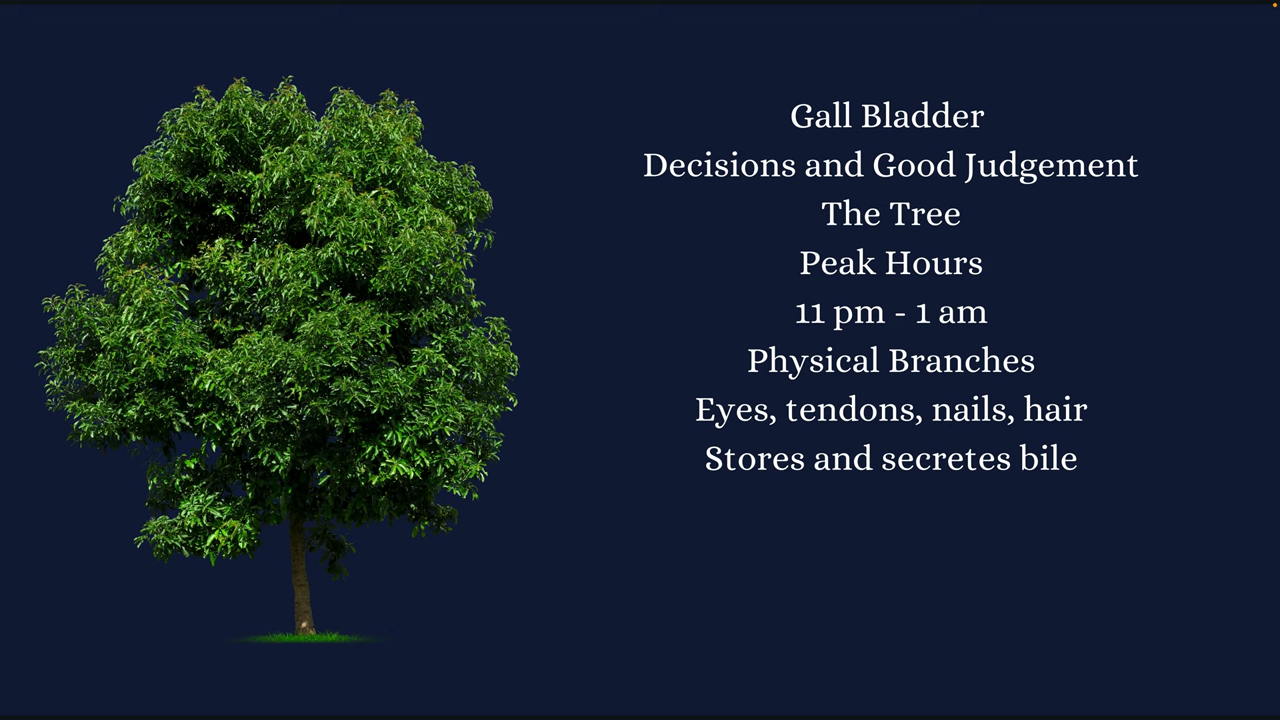 Gall Bladder
Decisions and Good Judgement
The Tree
Peak Hours
11 pm - 1 am
Physical Branches
Eyes, tendons, nails, hair
Stores and secretes bile